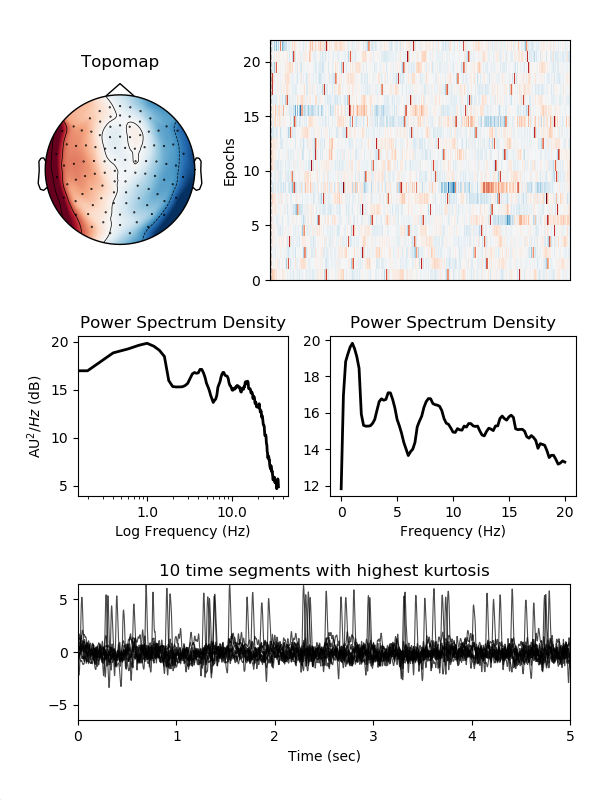 Topomap
Epochs
20
15
10
5
0
Power Spectrum Density
AU²/Hz (dB)
20
15
10
5
1.0 10.0
Log Frequency (Hz)
Power Spectrum Density
20
18
16
14
12
0 5 10 15 20
Frequency (Hz)
10 time segments with highest kurtosis
5
0
−5
0 1 2 3 4 5
Time (sec)